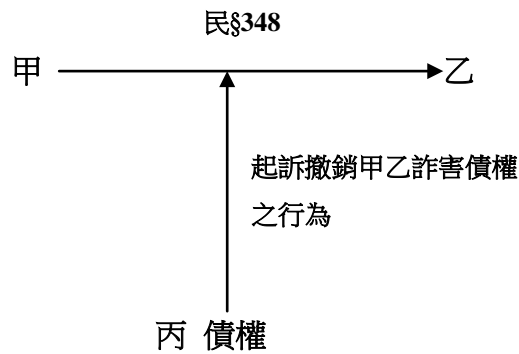 民§348
甲 乙
起訴撤銷甲乙詐害債權
之行為
丙 債權